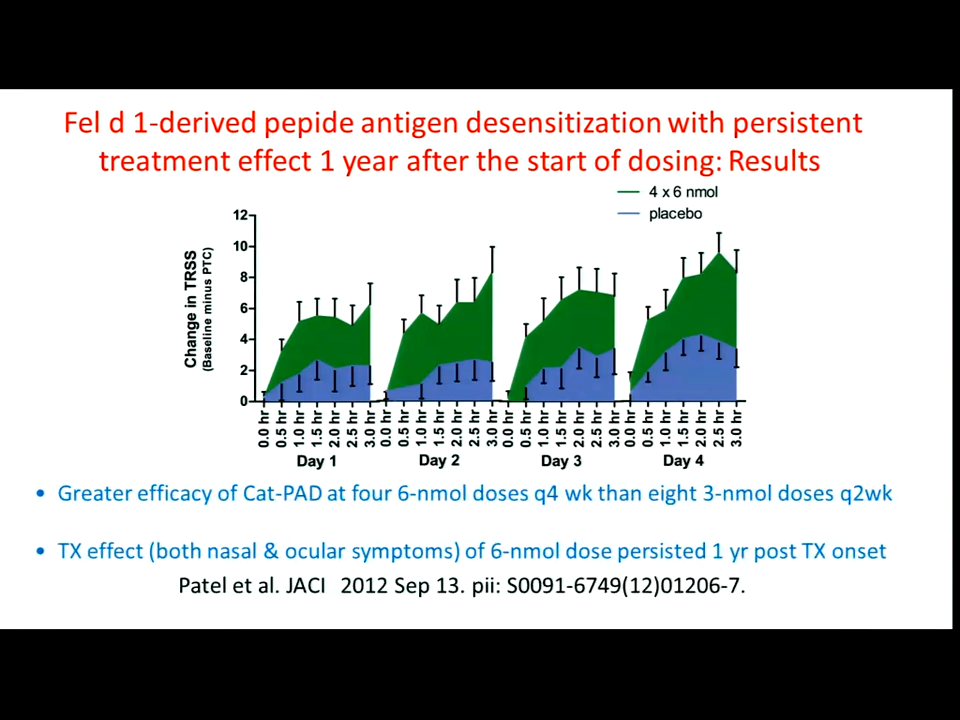 Fel d 1-derived pepide antigen desensitization with persistent
treatment effect 1 year after the start of dosing: Results
4 x 6 nmol
placebo
Change in TRSS
(Baseline minus PTC)
12
10
8
6
4
2
0
0.0 hr
0.5 hr
1.0 hr
1.5 hr
2.0 hr
2.5 hr
3.0 hr
0.0 hr
0.5 hr
1.0 hr
1.5 hr
2.0 hr
2.5 hr
3.0 hr
0.0 hr
0.5 hr
1.0 hr
1.5 hr
2.0 hr
2.5 hr
3.0 hr
0.0 hr
0.5 hr
1.0 hr
1.5 hr
2.0 hr
2.5 hr
3.0 hr
Day 1 Day 2 Day 3 Day 4
• Greater efficacy of Cat-PAD at four 6-nmol doses q4 wk than eight 3-nmol doses q2wk
• TX effect (both nasal & ocular symptoms) of 6-nmol dose persisted 1 yr post TX onset
Patel et al. JACI 2012 Sep 13. pii: S0091-6749(12)01206-7.